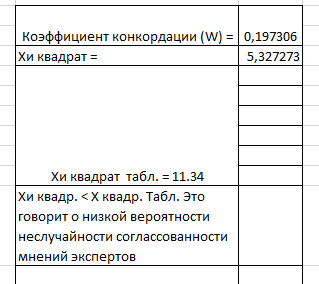 Коэффициент конкордации (W) = 0,197306
Хи квадрат = 5,327273
Хи квадрат табл. = 11.34
Хи квадр. < X квадр. Табл. Это
говорит о низкой вероятности
неслучайности соглассованности
мнений экспертов